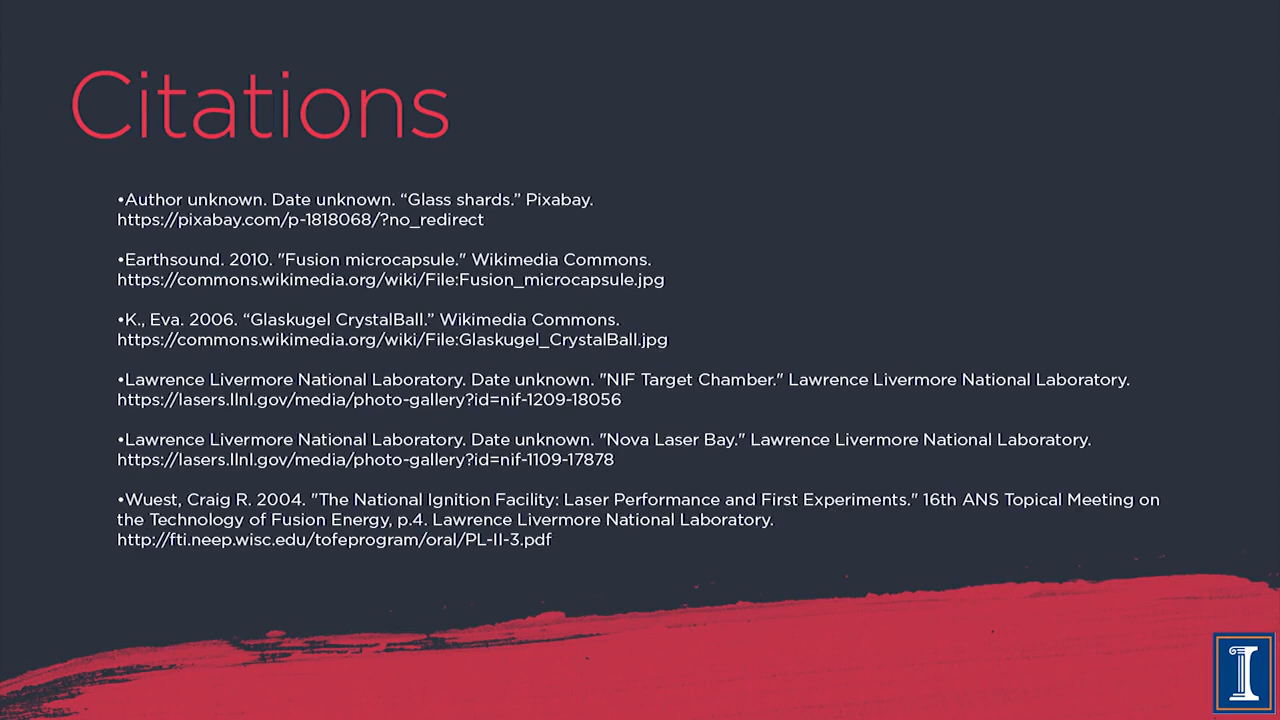 Citations
•Author unknown. Date unknown. “Glass shards.” Pixabay.
https://pixabay.com/p-1818068/?no_redirect
•Earthsound. 2010. "Fusion microcapsule." Wikimedia Commons.
https://commons.wikimedia.org/wiki/File:Fusion_microcapsule.jpg
•K., Eva. 2006. “Glaskugel CrystalBall.” Wikimedia Commons.
https://commons.wikimedia.org/wiki/File:Glaskugel_CrystalBall.jpg
•Lawrence Livermore National Laboratory. Date unknown. "NIF Target Chamber." Lawrence Livermore National Laboratory.
https://lasers.llnl.gov/media/photo-gallery?id=nif-1209-18056
•Lawrence Livermore National Laboratory. Date unknown. "Nova Laser Bay." Lawrence Livermore National Laboratory.
https://lasers.llnl.gov/media/photo-gallery?id=nif-1109-17878
•Wuest, Craig R. 2004. "The National Ignition Facility: Laser Performance and First Experiments." 16th ANS Topical Meeting on
the Technology of Fusion Energy, p.4. Lawrence Livermore National Laboratory.
http://fti.neep.wisc.edu/tofeprogram/oral/PL-II-3.pdf
I